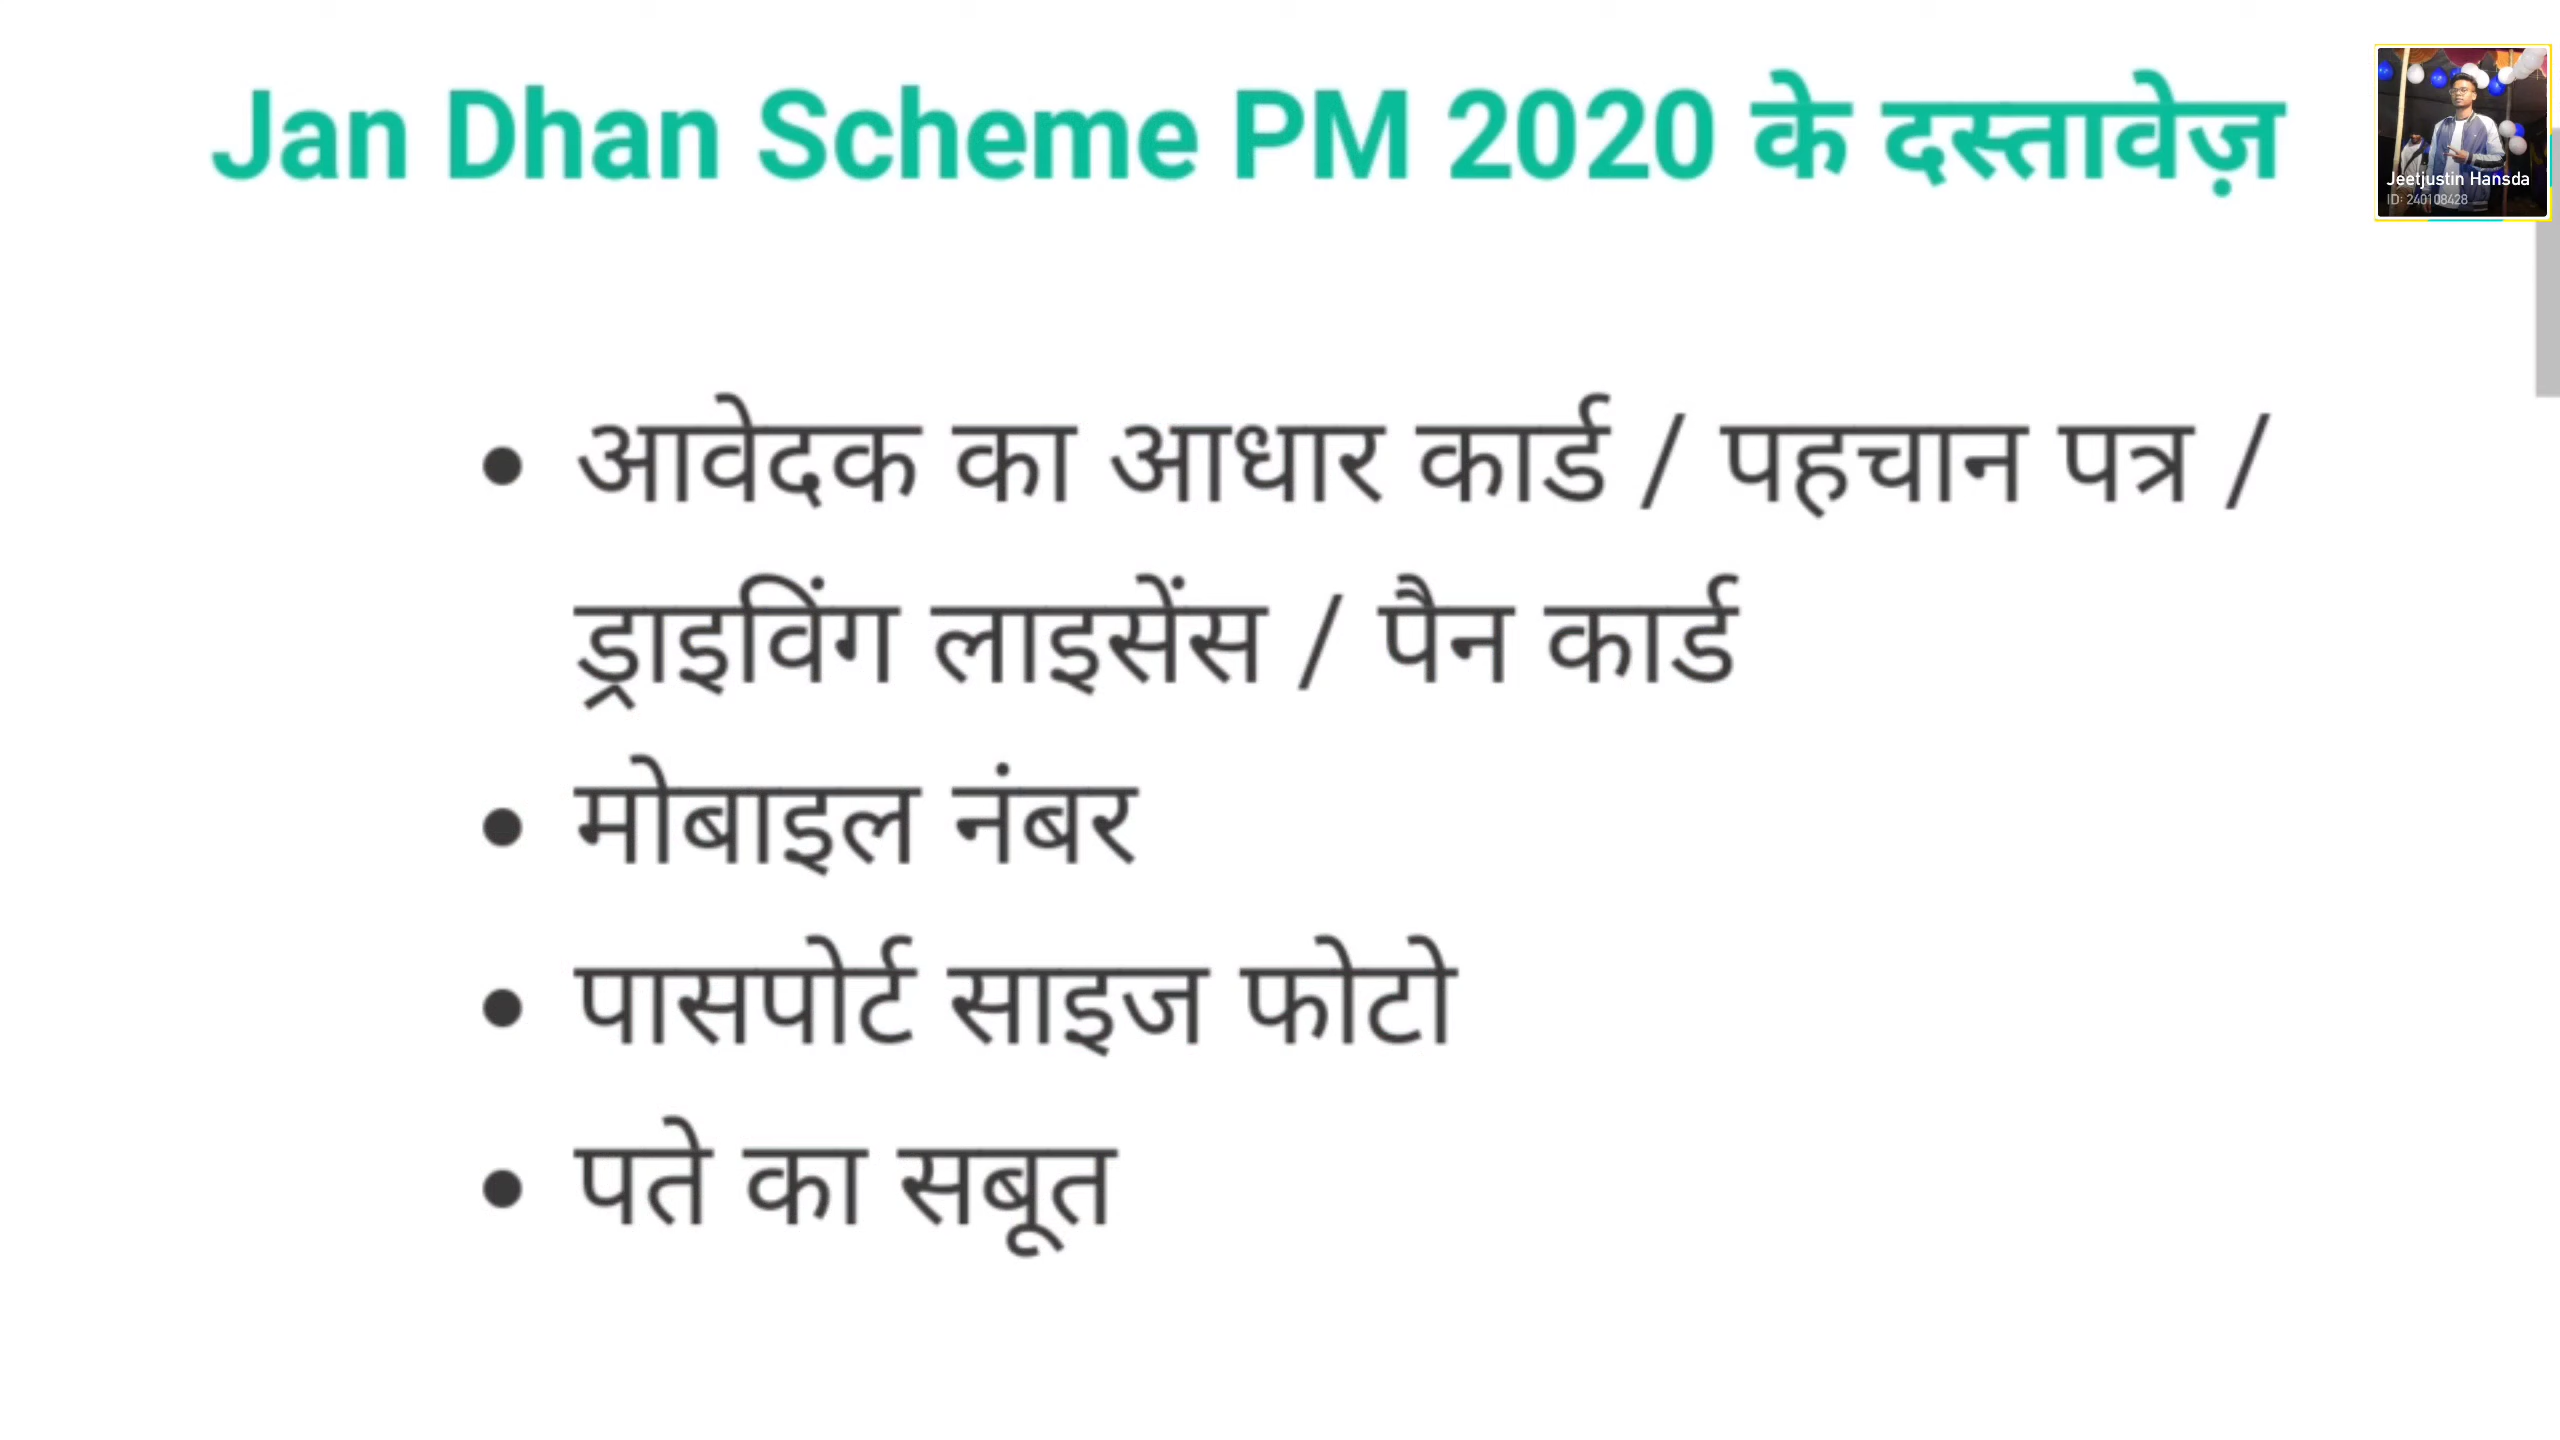 Jan Dhan Scheme PM 2020 के दस्तावेज़
Jeetjustin Hansda
ID: 240108428
• आवेदक का आधार कार्ड / पहचान पत्र /
ड्राइविंग लाइसेंस / पैन कार्ड
• मोबाइल नंबर
• पासपोर्ट साइज फोटो
• पते का सबूत